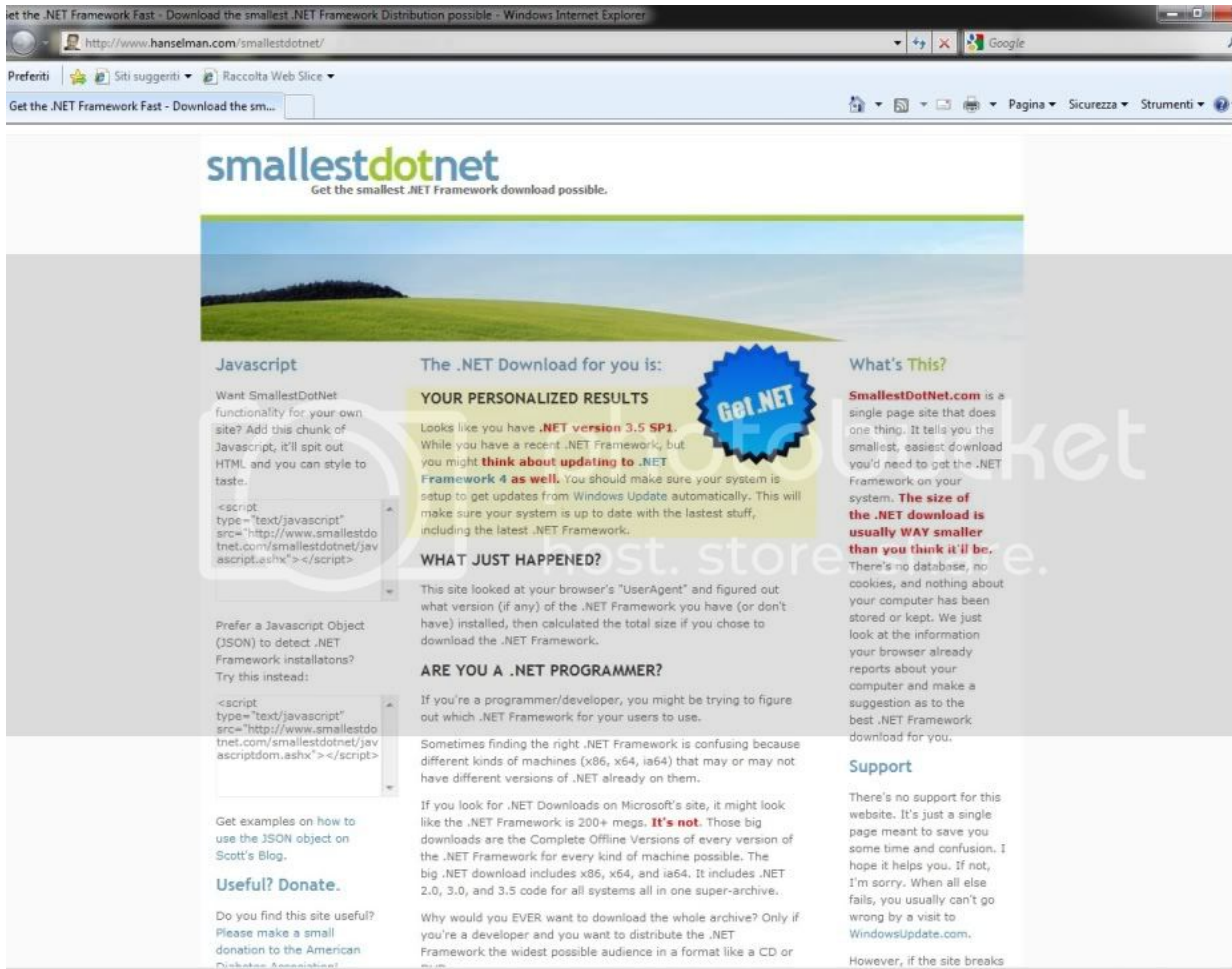 et the .NET Framework Fast - Download the smallest .NET Framework Distribution possible - Windows Internet Explorer
http://www.hanselman.com/smallestdotnet/
Google
Preferiti
Siti suggeriti
Raccolta Web Slice
Get the .NET Framework Fast - Download the sm...
Pagina
Sicurezza
Strumenti
smallestdotnet
Get the smallest .NET Framework download possible.
Javascript
Want SmallestDotNet
functionality for your own
site? Add this chunk of
Javascript, it'll spit out
HTML and you can style to
taste.
<script
type="text/javascript"
src="http://www.smallestdo
tnet.com/smallestdotnet/jav
ascript.ashx"></script>
Prefer a Javascript Object
(JSON) to detect .NET
Framework installatons?
Try this instead:
<script
type="text/javascript"
src="http://www.smallestdo
tnet.com/smallestdotnet/jav
ascriptdom.ashx"></script>
Get examples on how to
use the JSON object on
Scott's Blog.
Useful? Donate.
Do you find this site useful?
Please make a small
donation to the American
Diabetes Association!
The .NET Download for you is:
Get .NET
YOUR PERSONALIZED RESULTS
Looks like you have .NET version 3.5 SP1.
While you have a recent .NET Framework, but
you might think about updating to .NET
Framework 4 as well. You should make sure your system is
setup to get updates from Windows Update automatically. This will
make sure your system is up to date with the lastest stuff,
including the latest .NET Framework.
WHAT JUST HAPPENED?
This site looked at your browser's "UserAgent" and figured out
what version (if any) of the .NET Framework you have (or don't
have) installed, then calculated the total size if you chose to
download the .NET Framework.
ARE YOU A .NET PROGRAMMER?
If you're a programmer/developer, you might be trying to figure
out which .NET Framework for your users to use.
Sometimes finding the right .NET Framework is confusing because
different kinds of machines (x86, x64, ia64) that may or may not
have different versions of .NET already on them.
If you look for .NET Downloads on Microsoft's site, it might look
like the .NET Framework is 200+ megs. It's not. Those big
downloads are the Complete Offline Versions of every version of
the .NET Framework for every kind of machine possible. The
big .NET download includes x86, x64, and ia64. It includes .NET
2.0, 3.0, and 3.5 code for all systems all in one super-archive.
Why would you EVER want to download the whole archive? Only if
you're a developer and you want to distribute the .NET
Framework the widest possible audience in a format like a CD or
What's This?
SmallestDotNet.com is a
single page site that does
one thing. It tells you the
smallest, easiest download
you'd need to get the .NET
Framework on your
system. The size of
the .NET download is
usually WAY smaller
than you think it'll be.
There's no database, no
cookies, and nothing about
your computer has been
stored or kept. We just
look at the information
your browser already
reports about your
computer and make a
suggestion as to the
best .NET Framework
download for you.
Support
There's no support for this
website. It's just a single
page meant to save you
some time and confusion. I
hope it helps you. If not,
I'm sorry. When all else
fails, you usually can't go
wrong by a visit to
WindowsUpdate.com.
However, if the site breaks
photobucket
host. store. share.